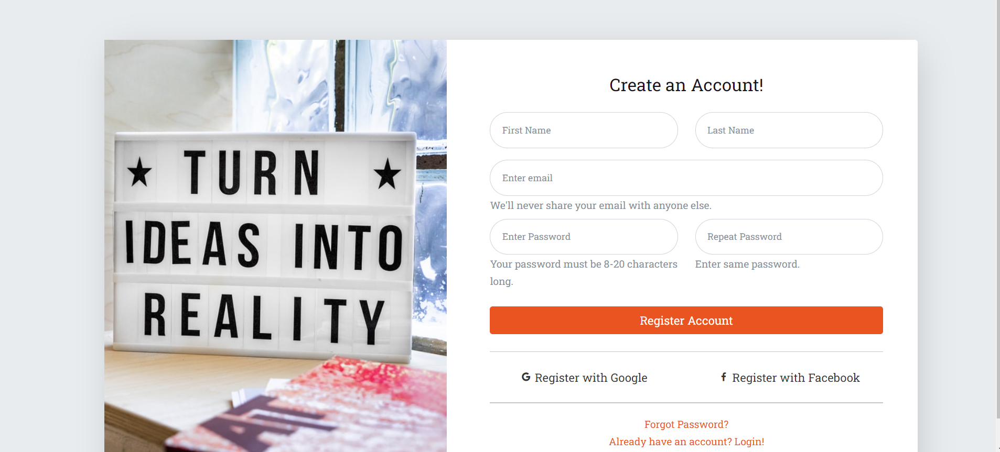 TURN
IDEAS INTO
REALITY
Create an Account!
First Name
Last Name
Enter email
We'll never share your email with anyone else.
Enter Password
Repeat Password
Your password must be 8-20 characters
long.
Enter same password.
Register Account
Register with Google
Register with Facebook
Forgot Password?
Already have an account? Login!